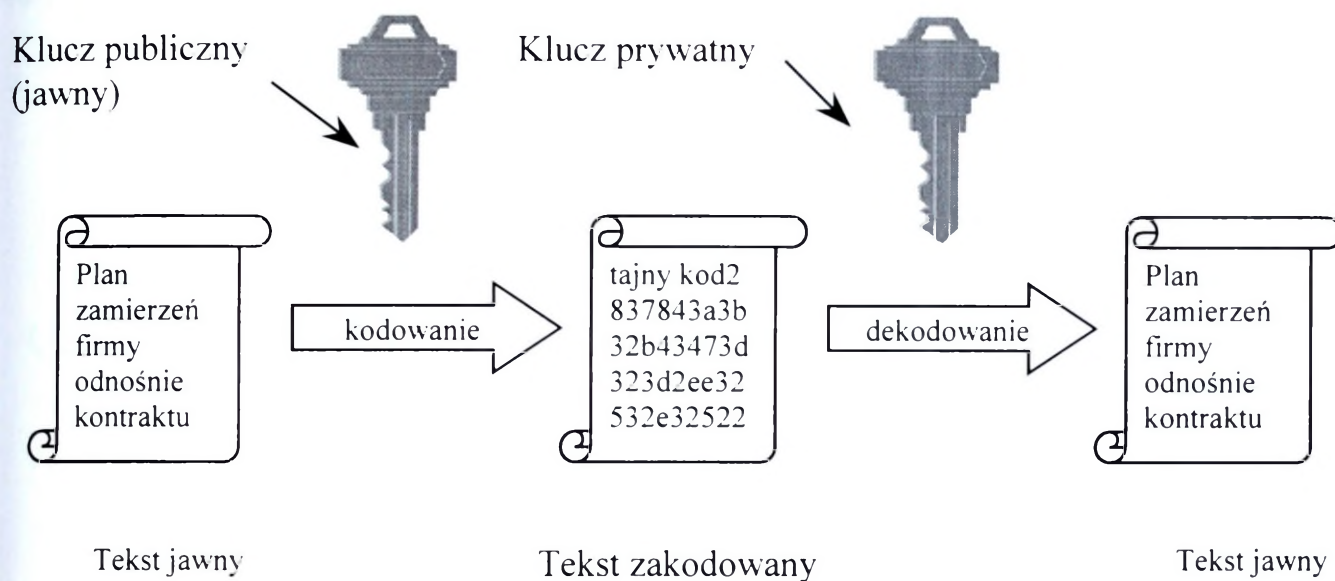 Klucz publiczny
(jawny)
Klucz prywatny
Plan
zamierzeń
firmy
odnośnie
kontraktu
kodowanie
tajny kod2
837843a3b
32b43473d
323d2ee32
532e32522
dekodowanie
Plan
zamierzeń
firmy
odnośnie
kontraktu
Tekst jawny
Tekst zakodowany
Tekst jawny